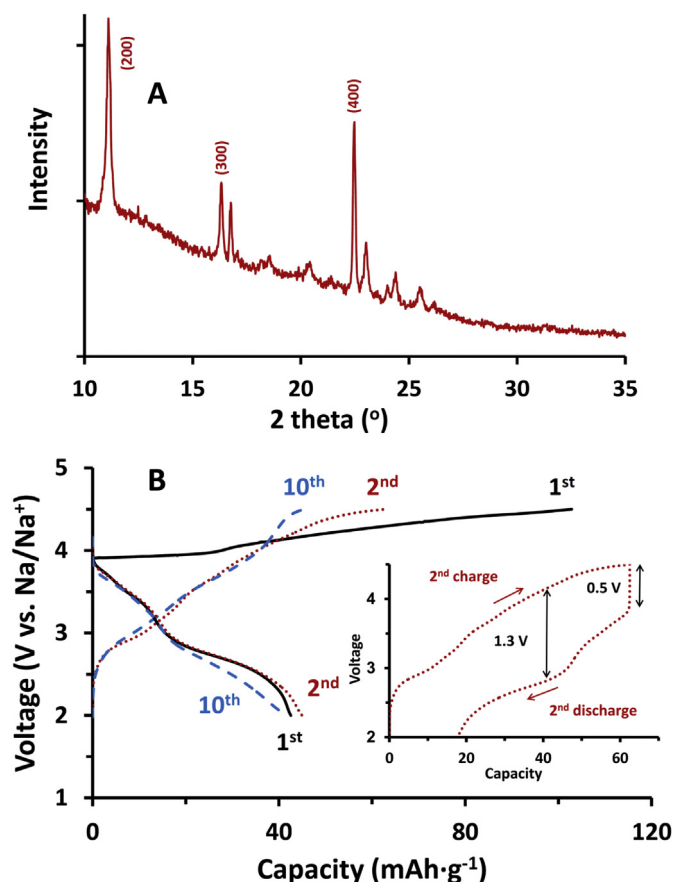 (200)
A
(300)
(400)
Intensity
10 15 20 25 30 35
2 theta (º)
B
10th 2nd 1st
5
4
3
2
1
Voltage (V vs. Na/Na+)
10th 2nd
1st
0 40 80 120
Capacity (mAh·g-1)
2nd charge
0.5 V
1.3 V
2nd discharge
4
3
2
Voltage
0 20 40 60
Capacity